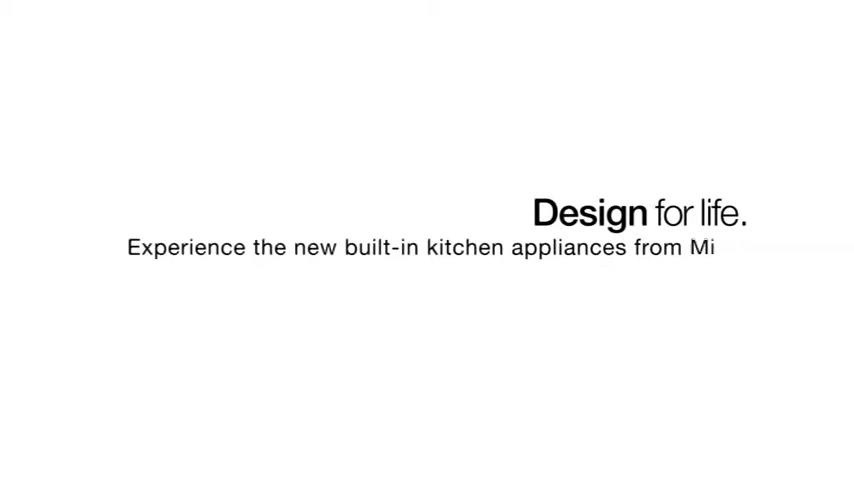 Design for life.
Experience the new built-in kitchen appliances from Mi